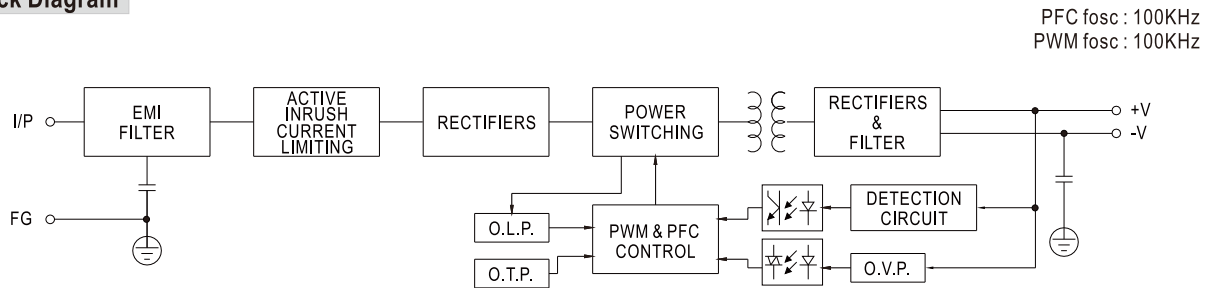 ck Diagram
PFC fosc : 100KHz
PWM fosc : 100KHz
I/P
EMI
FILTER
ACTIVE
INRUSH
CURRENT
LIMITING
RECTIFIERS
POWER
SWITCHING
RECTIFIERS
&
FILTER
+V
-V
FG
O.L.P.
O.T.P.
PWM & PFC
CONTROL
DETECTION
CIRCUIT
O.V.P.